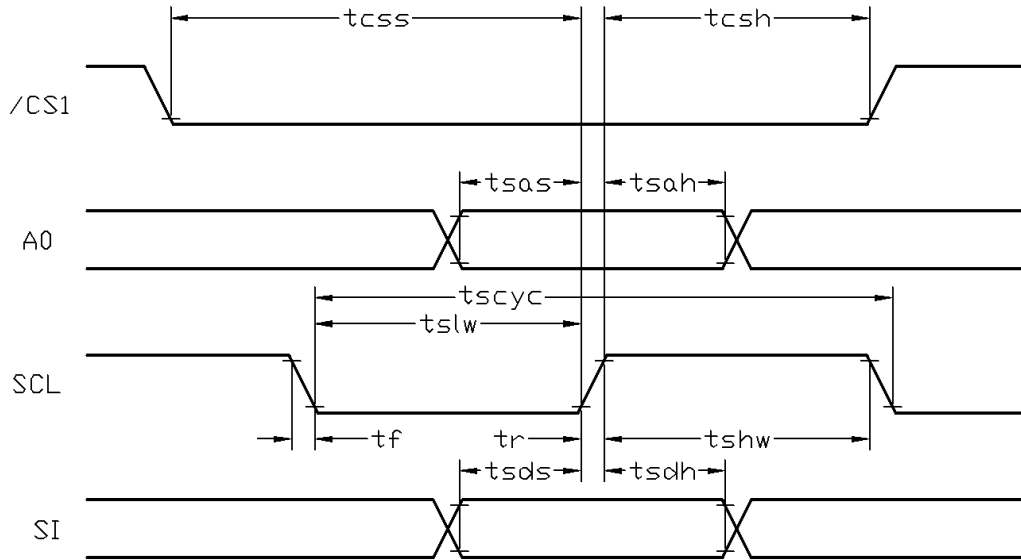 tcss tcsh
/CS1
tsas tsah
A0
tscyc
tslw
SCL
tf tr tshw
tsds tsdh
SI